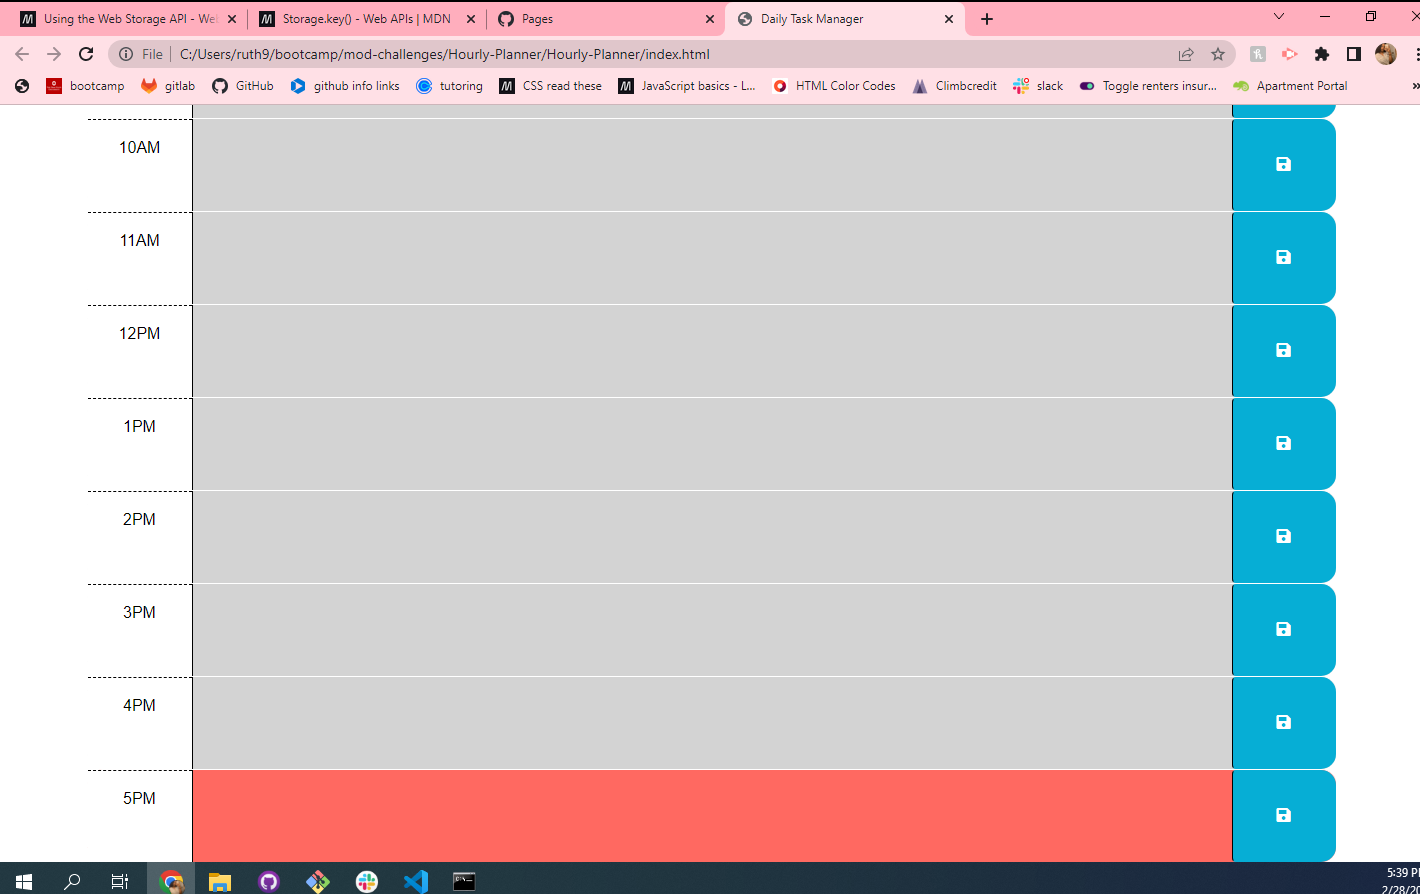 Using the Web Storage API - We
Storage.key() - Web APIs | MDN
Pages
Daily Task Manager
File | C:/Users/ruth9/bootcamp/mod-challenges/Hourly-Planner/Hourly-Planner/index.html
bootcamp gitlab GitHub github info links tutoring CSS read these JavaScript basics - L... HTML Color Codes Climbcredit slack Toggle renters insur... Apartment Portal »
10AM
11AM
12PM
1PM
2PM
3PM
4PM
5PM
5:39 P
2/28/20